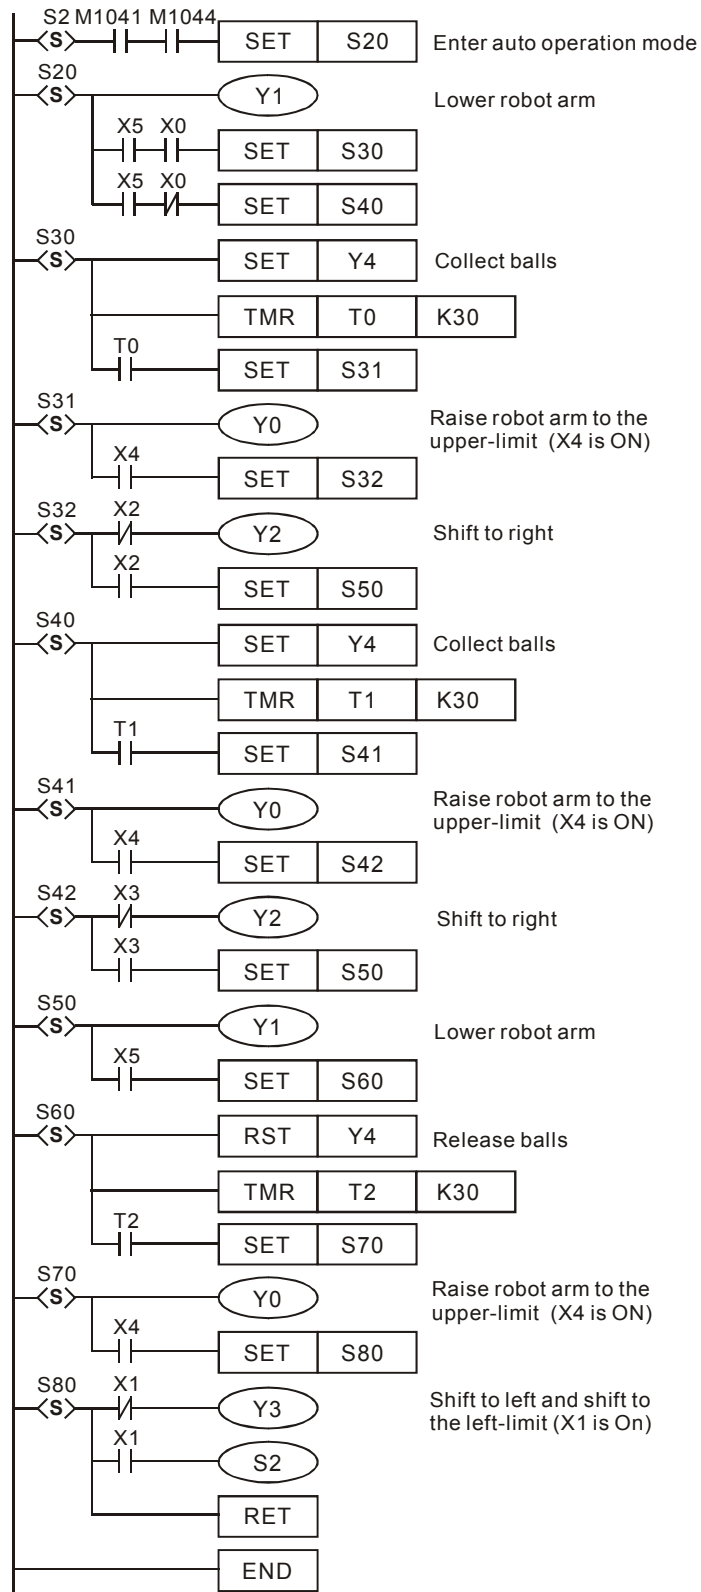 S2 M1041 M1044
S SET S20 Enter auto operation mode
S20
S Y1 Lower robot arm
X5 X0
SET S30
X5 X0
SET S40
S30
S SET Y4 Collect balls
TMR T0 K30
T0
SET S31
S31
S Y0 Raise robot arm to the
upper-limit (X4 is ON)
X4
SET S32
S32 X2
S Y2 Shift to right
X2
SET S50
S40
S SET Y4 Collect balls
TMR T1 K30
T1
SET S41
S41
S Y0 Raise robot arm to the
upper-limit (X4 is ON)
X4
SET S42
S42 X3
S Y2 Shift to right
X3
SET S50
S50
S Y1 Lower robot arm
X5
SET S60
S60
S RST Y4 Release balls
TMR T2 K30
T2
SET S70
S70
S Y0 Raise robot arm to the
upper-limit (X4 is ON)
X4
SET S80
S80 X1
S Y3 Shift to left and shift to
the left-limit (X1 is On)
X1
S2
RET
END